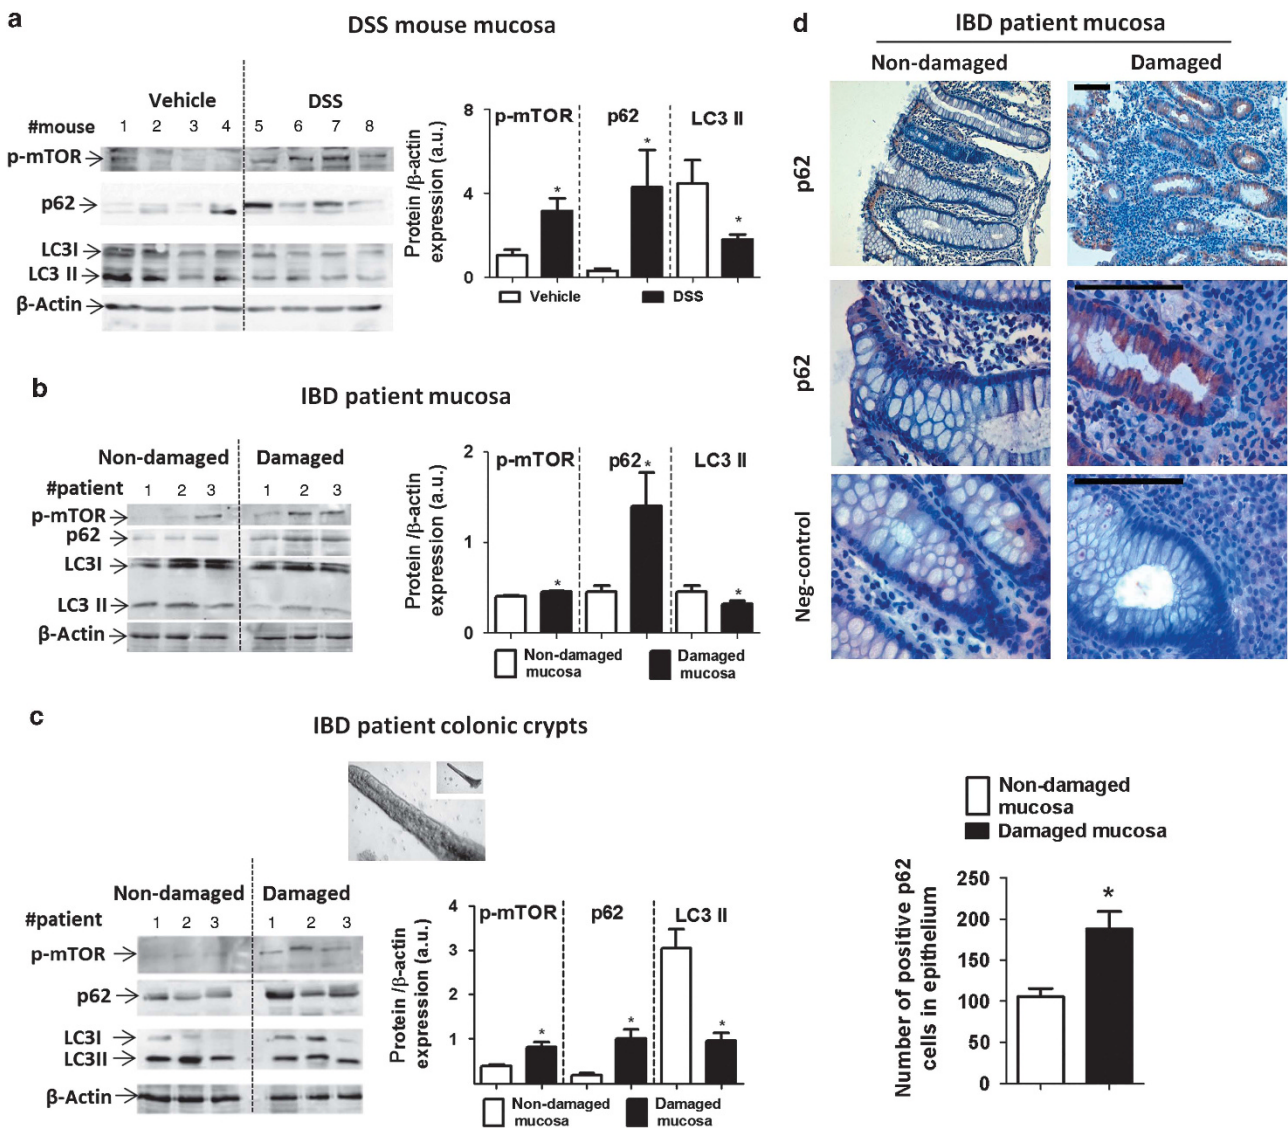 a
DSS mouse mucosa
Vehicle DSS
#mouse 1 2 3 4 5 6 7 8
p-mTOR
p62
LC3I
LC3 II
β-Actin
Protein /β-actin
expression (a.u.)
8
4
0
p-mTOR p62 LC3 II
* * *
Vehicle DSS
b
IBD patient mucosa
Non-damaged Damaged
#patient 1 2 3 1 2 3
p-mTOR
p62
LC3I
LC3 II
β-Actin
Protein /β-actin
expression (a.u.)
2
1
0
p-mTOR p62 LC3 II
* * *
Non-damaged
mucosa
Damaged
mucosa
c
IBD patient colonic crypts
Non-damaged Damaged
#patient 1 2 3 1 2 3
p-mTOR
p62
LC3I
LC3II
β-Actin
Protein /β-actin
expression (a.u.)
4
3
2
1
p-mTOR p62 LC3 II
* * *
Non-damaged
mucosa
Damaged
mucosa
d
IBD patient mucosa
Non-damaged Damaged
p62
p62
Neg-control
Non-damaged
mucosa
Damaged mucosa
Number of positive p62
cells in epithelium
250
200
150
100
50
0
*